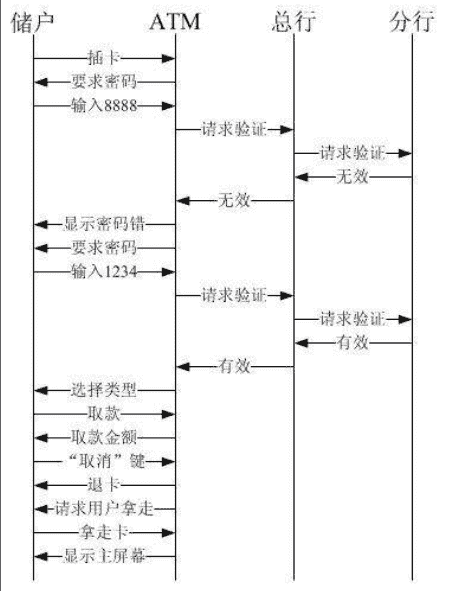 储户 ATM 总行 分行
插卡
要求密码
输入8888
请求验证
请求验证
无效
无效
显示密码错
要求密码
输入1234
请求验证
请求验证
有效
有效
选择类型
取款
取款金额
“取消”键
退卡
请求用户拿走
拿走卡
显示主屏幕